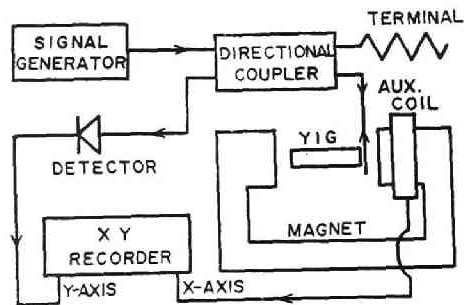 TERMINAL
SIGNAL
GENERATOR
DIRECTIONAL
COUPLER
AUX.
COIL
YIG
DETECTOR
MAGNET
X Y
RECORDER
Y-AXIS
X-AXIS